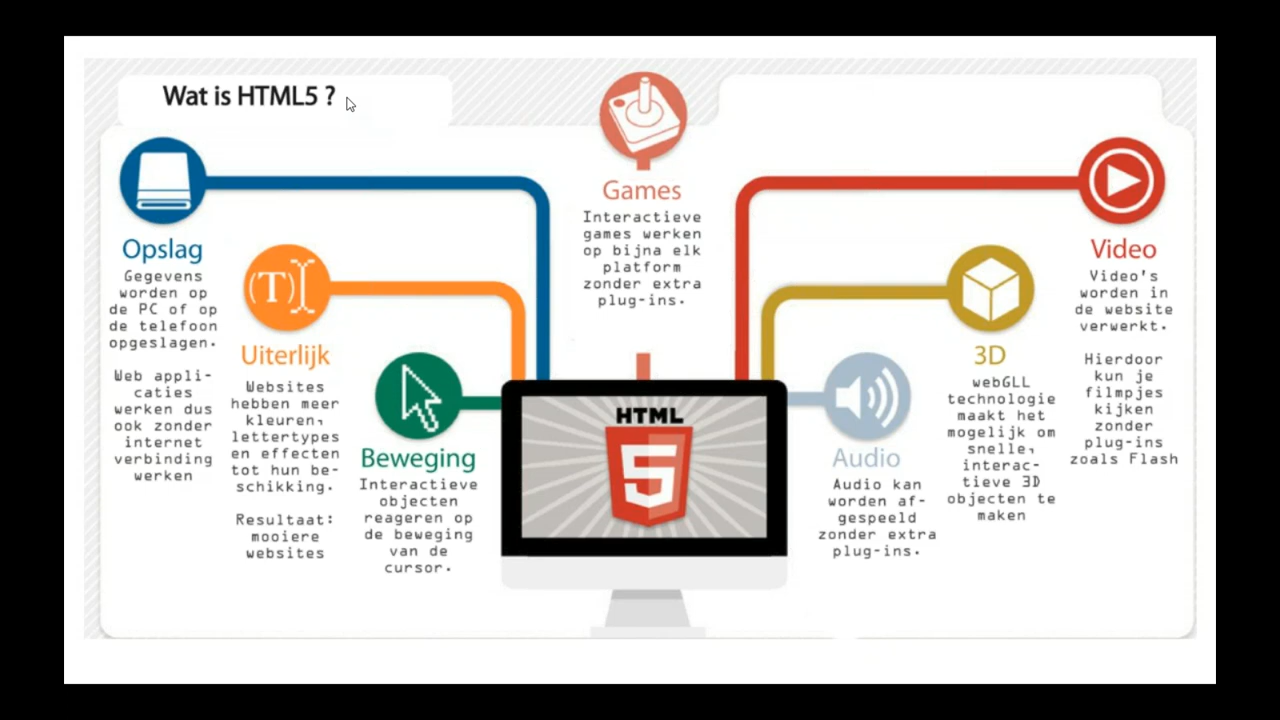 Wat is HTML5 ?
Opslag
Gegevens
worden op
de PC of op
de telefoon
opgeslagen.
Web appli-
caties
werken dus
ook zonder
internet
verbinding
werken
(T)
Uiterlijk
Websites
hebben meer
kleuren,
lettertypes
en effecten
tot hun be-
schikking.
Resultaat:
mooiere
websites
Beweging
Interactieve
objecten
reageren op
de beweging
van de
cursor.
Games
Interactieve
games werken
op bijna elk
platform
zonder extra
plug-ins.
HTML
5
Audio
Audio kan
worden af-
gespeeld
zonder extra
plug-ins.
3D
webGLL
technologie
maakt het
mogelijk om
snelle,
interac-
tieve 3D
objecten te
maken
Video
Video's
worden in
de website
verwerkt.
Hierdoor
kun je
filmpjes
kijken
zonder
plug-ins
zoals Flash